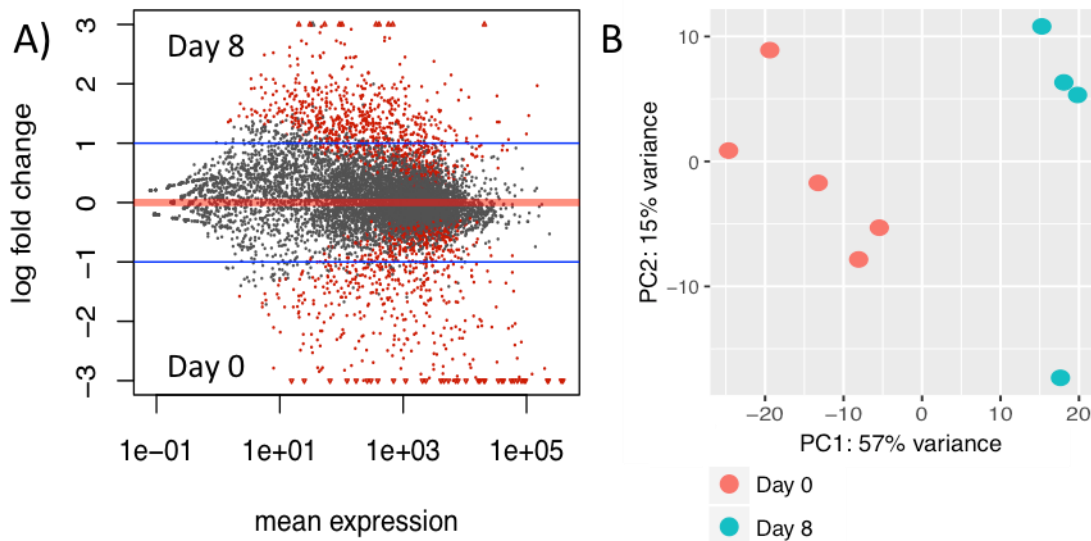 A)
Day 8
Day 0
log fold change
3
2
1
0
−1
−2
−3
1e−01
1e+01
1e+03
1e+05
mean expression
B
PC2: 15% variance
10
0
−10
−20
−10
0
10
20
PC1: 57% variance
Day 0
Day 8